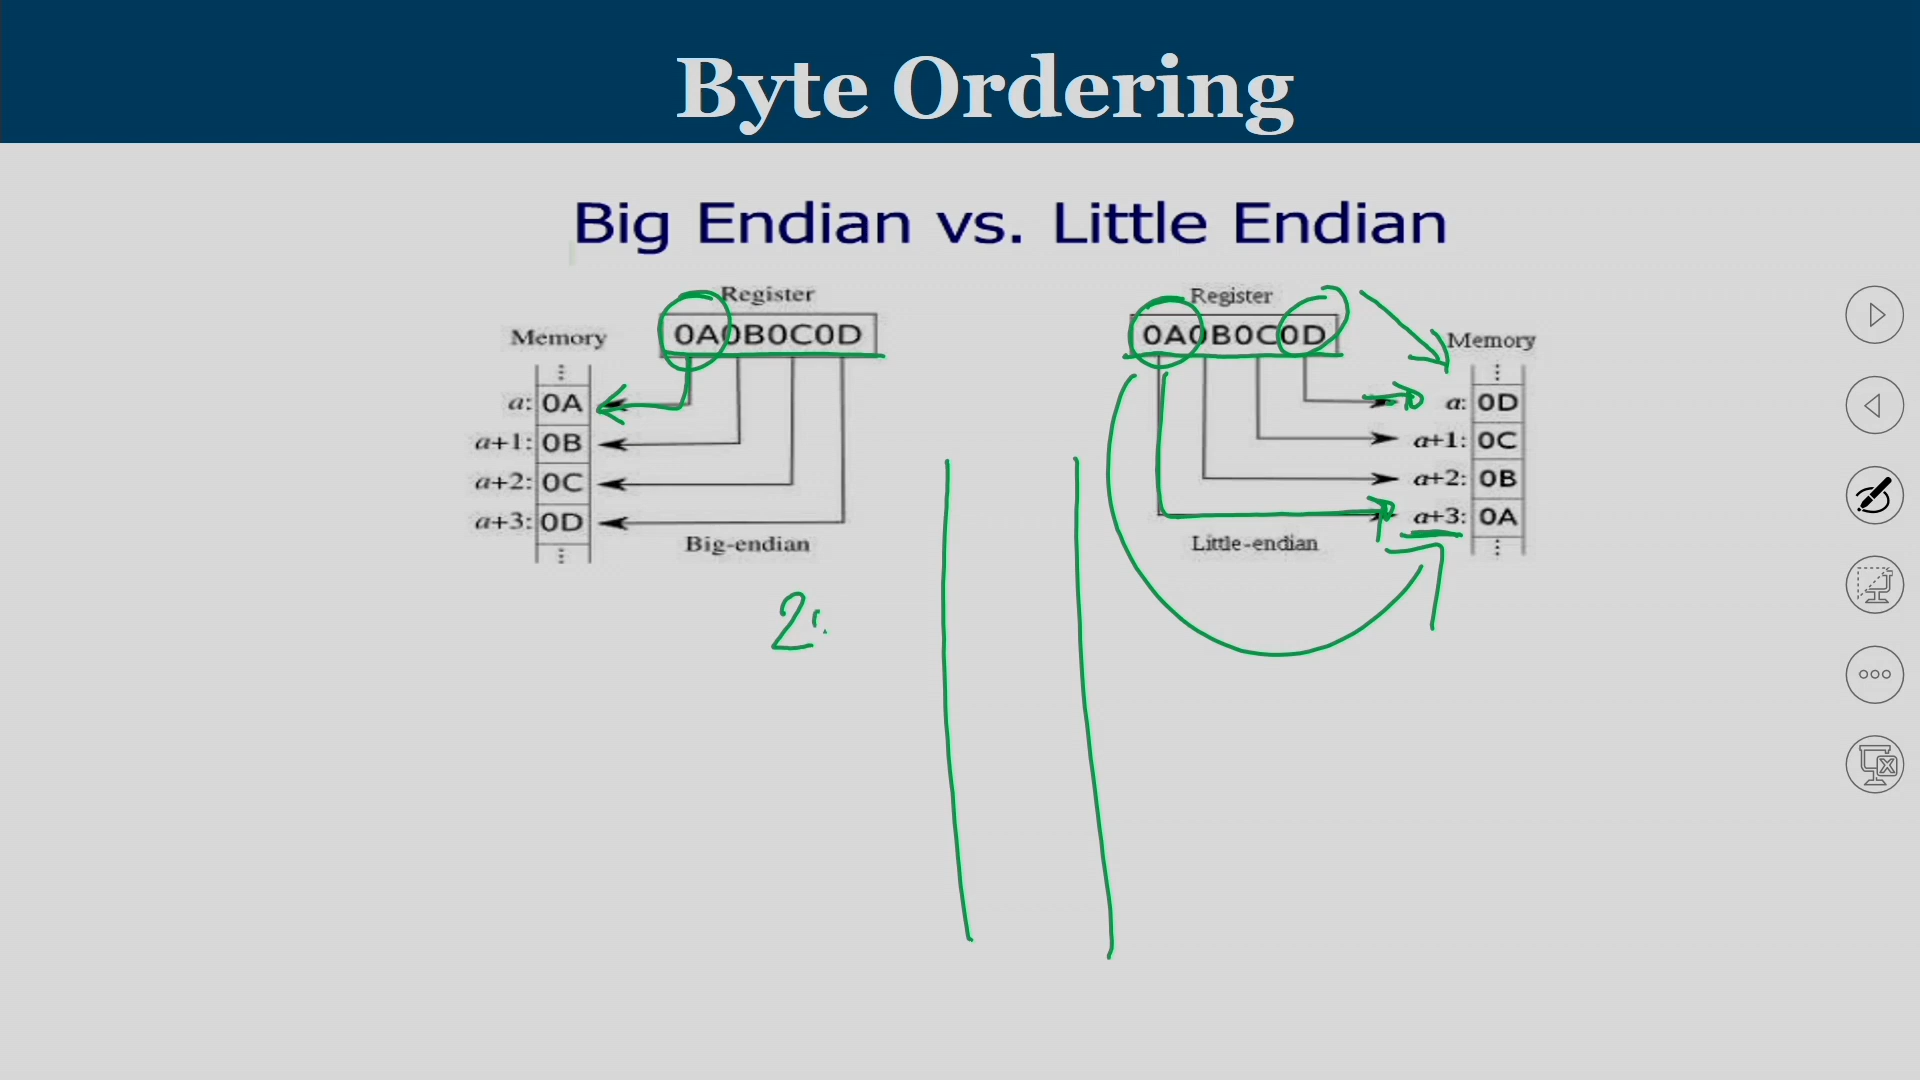 Byte Ordering
Big Endian vs. Little Endian
Register
0A0B0C0D
Memory
⋮
a: 0A
a+1: 0B
a+2: 0C
a+3: 0D
⋮
Big-endian
2
Register
0A0B0C0D
Memory
⋮
a: 0D
a+1: 0C
a+2: 0B
a+3: 0A
⋮
Little-endian